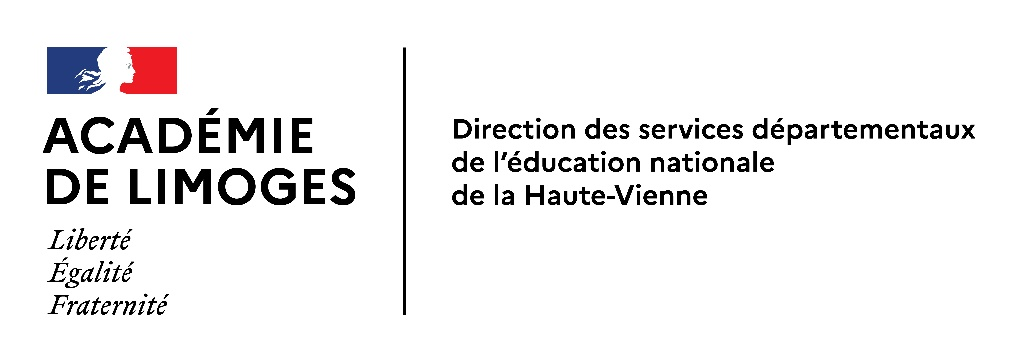 ACADÉMIE
DE LIMOGES
Liberté
Égalité
Fraternité
Direction des services départementaux
de l'éducation nationale
de la Haute-Vienne